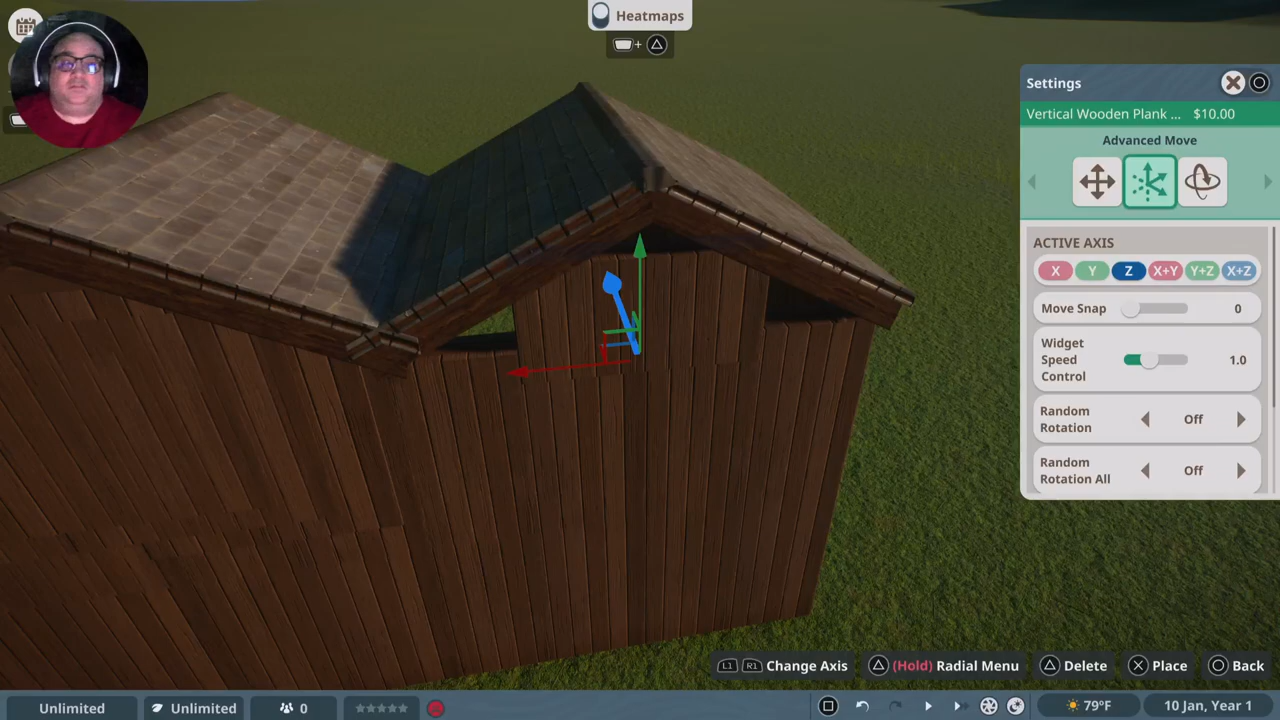 Heatmaps
+
Settings
Vertical Wooden Plank ... $10.00
Advanced Move
ACTIVE AXIS
X Y Z X+Y Y+Z X+Z
Move Snap 0
Widget
Speed 1.0
Control
Random
Rotation Off
Random
Rotation All Off
L1 R1 Change Axis (Hold) Radial Menu Delete Place Back
Unlimited Unlimited 0 79°F 10 Jan, Year 1